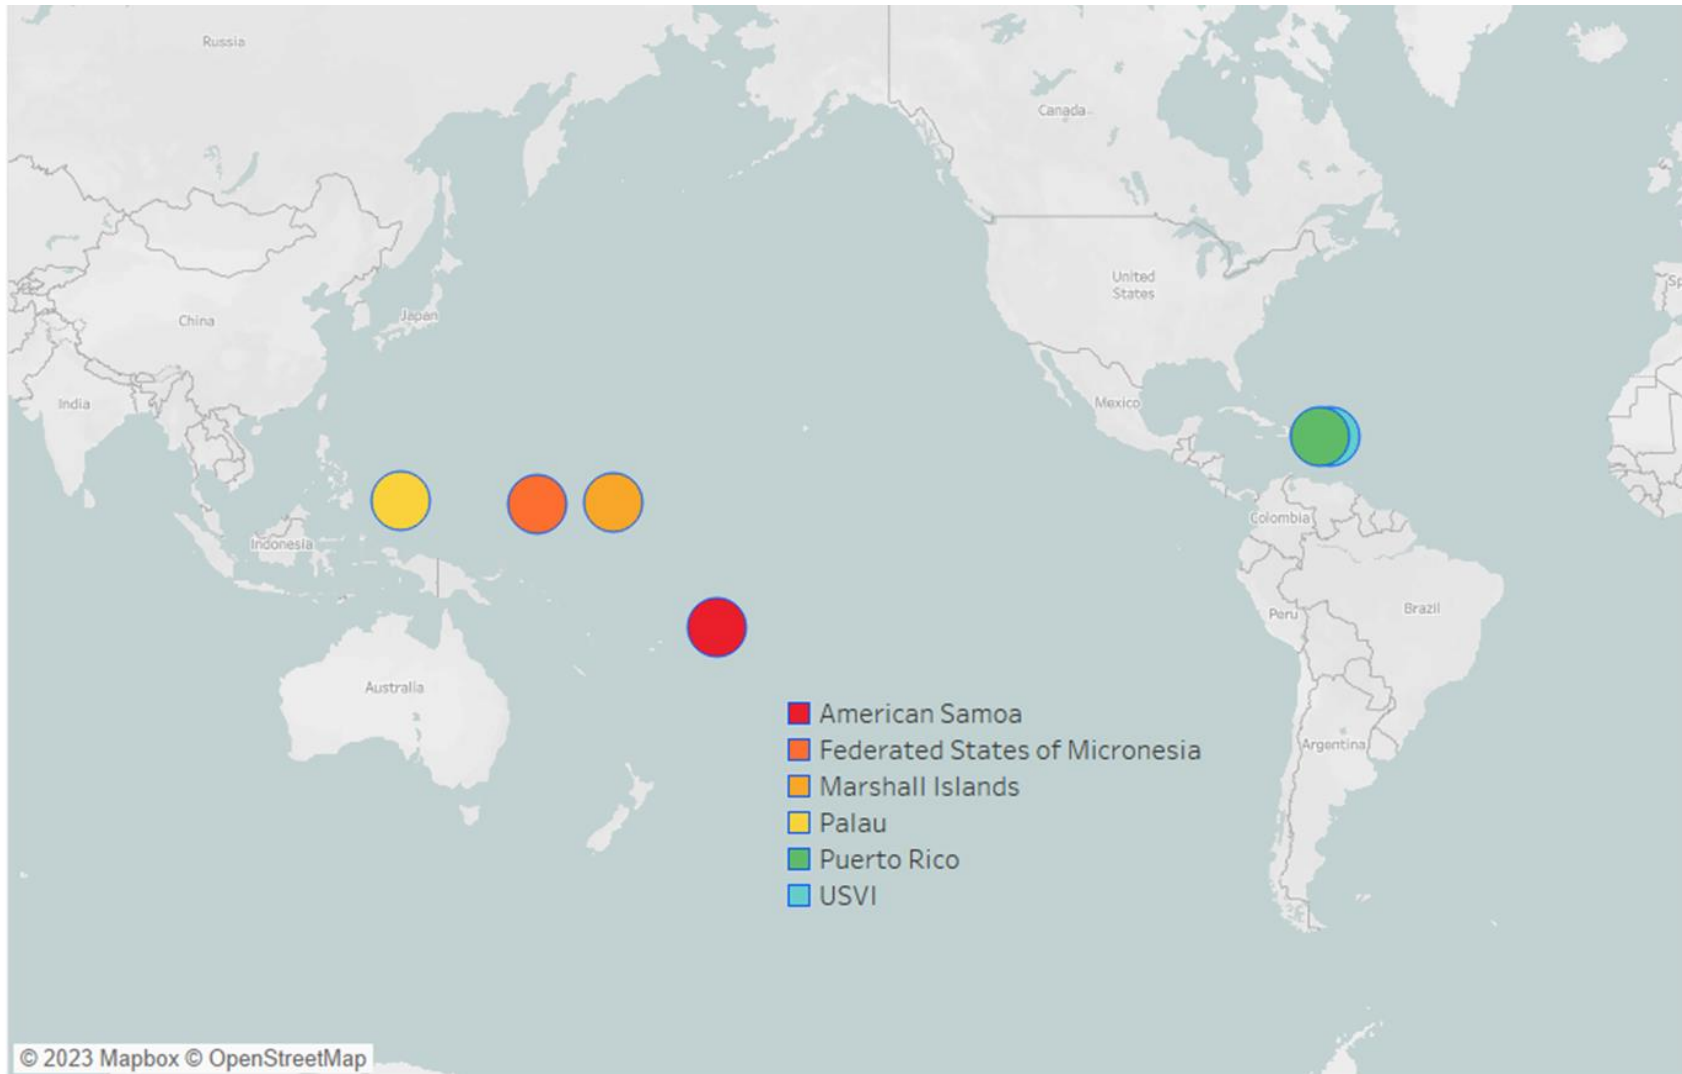 Russia
Canada
United
States
China
Japan
India
Mexico
Colombia
Indonesia
Peru
Brazil
Australia
Argentina
American Samoa
Federated States of Micronesia
Marshall Islands
Palau
Puerto Rico
USVI
Sp
© 2023 Mapbox © OpenStreetMap